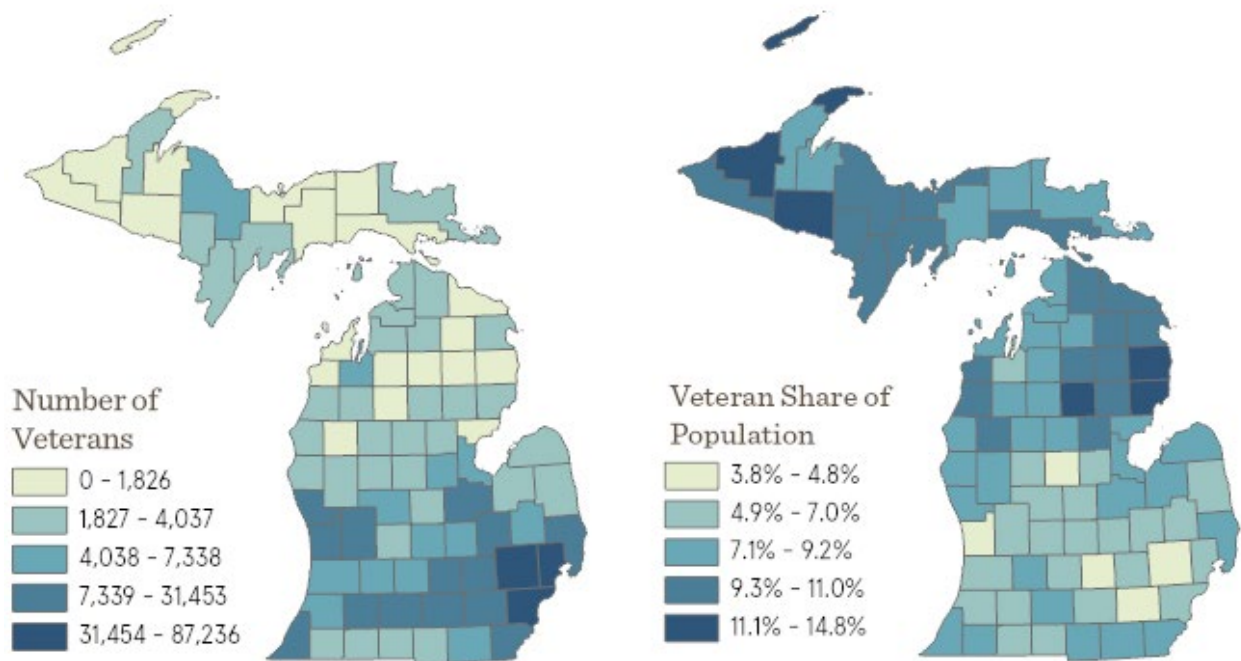 Number of
Veterans
0 – 1,826
1,827 – 4,037
4,038 – 7,338
7,339 – 31,453
31,454 – 87,236
Veteran Share of
Population
3.8% – 4.8%
4.9% – 7.0%
7.1% – 9.2%
9.3% – 11.0%
11.1% – 14.8%